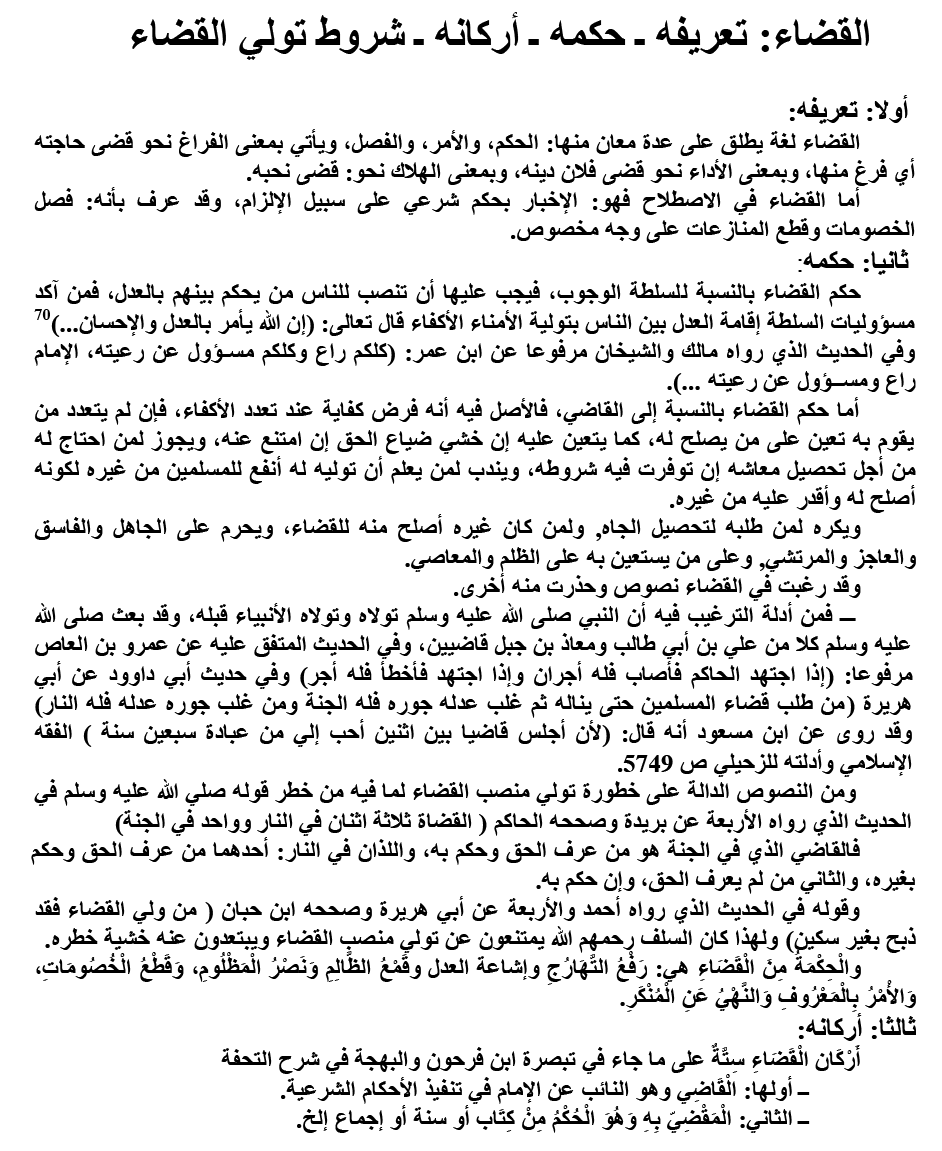 القضاء: تعريفه ـ حكمه ـ أركانه ـ شروط تولي القضاء
أولا: تعريفه:
القضاء لغة يطلق على عدة معان منها: الحكم، والأمر، والفصل، ويأتي بمعنى الفراغ نحو قضى حاجته
أي فرغ منها، وبمعنى الأداء نحو قضى فلان دينه، وبمعنى الهلاك نحو: قضى نحبه.
أما القضاء في الاصطلاح فهو: الإخبار بحكم شرعي على سبيل الإلزام، وقد عرف بأنه: فصل
الخصومات وقطع المنازعات على وجه مخصوص.
ثانيا: حكمه:
حكم القضاء بالنسبة للسلطة الوجوب، فيجب عليها أن تنصب للناس من يحكم بينهم بالعدل، فمن آكد
مسؤوليات السلطة إقامة العدل بين الناس بتولية الأمناء الأكفاء قال تعالى: (إن الله يأمر بالعدل والإحسان...)70
وفي الحديث الذي رواه مالك والشيخان مرفوعا عن ابن عمر: (كلكم راع وكلكم مسـؤول عن رعيته، الإمام
راع ومســؤول عن رعيته ...).
أما حكم القضاء بالنسبة إلى القاضي، فالأصل فيه أنه فرض كفاية عند تعدد الأكفاء، فإن لم يتعدد من
يقوم به تعين على من يصلح له، كما يتعين عليه إن خشي ضياع الحق إن امتنع عنه، ويجوز لمن احتاج له
من أجل تحصيل معاشه إن توفرت فيه شروطه، ويندب لمن يعلم أن توليه له أنفع للمسلمين من غيره لكونه
أصلح له وأقدر عليه من غيره.
ويكره لمن طلبه لتحصيل الجاه, ولمن كان غيره أصلح منه للقضاء، ويحرم على الجاهل والفاسق
والعاجز والمرتشي, وعلى من يستعين به على الظلم والمعاصي.
وقد رغبت في القضاء نصوص وحذرت منه أخرى.
ــ فمن أدلة الترغيب فيه أن النبي صلى الله عليه وسلم تولاه وتولاه الأنبياء قبله، وقد بعث صلى الله
عليه وسلم كلا من علي بن أبي طالب ومعاذ بن جبل قاضيين، وفي الحديث المتفق عليه عن عمرو بن العاص
مرفوعا: (إذا اجتهد الحاكم فأصاب فله أجران وإذا اجتهد فأخطأ فله أجر) وفي حديث أبي داوود عن أبي
هريرة (من طلب قضاء المسلمين حتى يناله ثم غلب عدله جوره فله الجنة ومن غلب جوره عدله فله النار)
وقد روى عن ابن مسعود أنه قال: (لأن أجلس قاضيا بين اثنين أحب إلي من عبادة سبعين سنة ) الفقه
الإسلامي وأدلته للزحيلي ص 5749.
ومن النصوص الدالة على خطورة تولي منصب القضاء لما فيه من خطر قوله صلي الله عليه وسلم في
الحديث الذي رواه الأربعة عن بريدة وصححه الحاكم ( القضاة ثلاثة اثنان في النار وواحد في الجنة)
فالقاضي الذي في الجنة هو من عرف الحق وحكم به، واللذان في النار: أحدهما من عرف الحق وحكم
بغيره، والثاني من لم يعرف الحق، وإن حكم به.
وقوله في الحديث الذي رواه أحمد والأربعة عن أبي هريرة وصححه ابن حبان ( من ولي القضاء فقد
ذبح بغير سكين) ولهذا كان السلف رحمهم الله يمتنعون عن تولي منصب القضاء ويبتعدون عنه خشية خطره.
والْحِكْمَةُ مِنَ الْقَضَاءِ هي: رَفْعُ التَّهَارُجِ وإشاعة العدل وقَمْعُ الظَّالِمِ وَنَصْرُ الْمَظْلُومِ، وَقَطْعُ الْخُصُومَاتِ،
وَالأَمْرُ بِالْمَعْرُوفِ وَالنَّهْيُ عَنِ الْمُنْكَرِ.
ثالثا: أركانه:
أَرْكَان الْقَضَاءِ سِتَّةٌ على ما جاء في تبصرة ابن فرحون والبهجة في شرح التحفة
ــ أولها: الْقَاضِي وهو النائب عن الإمام في تنفيذ الأحكام الشرعية.
ــ الثاني: الْمَقْضِيّ بِهِ وَهُوَ الْحُكْمُ مِنْ كِتَاب أو سنة أو إجماع إلخ.